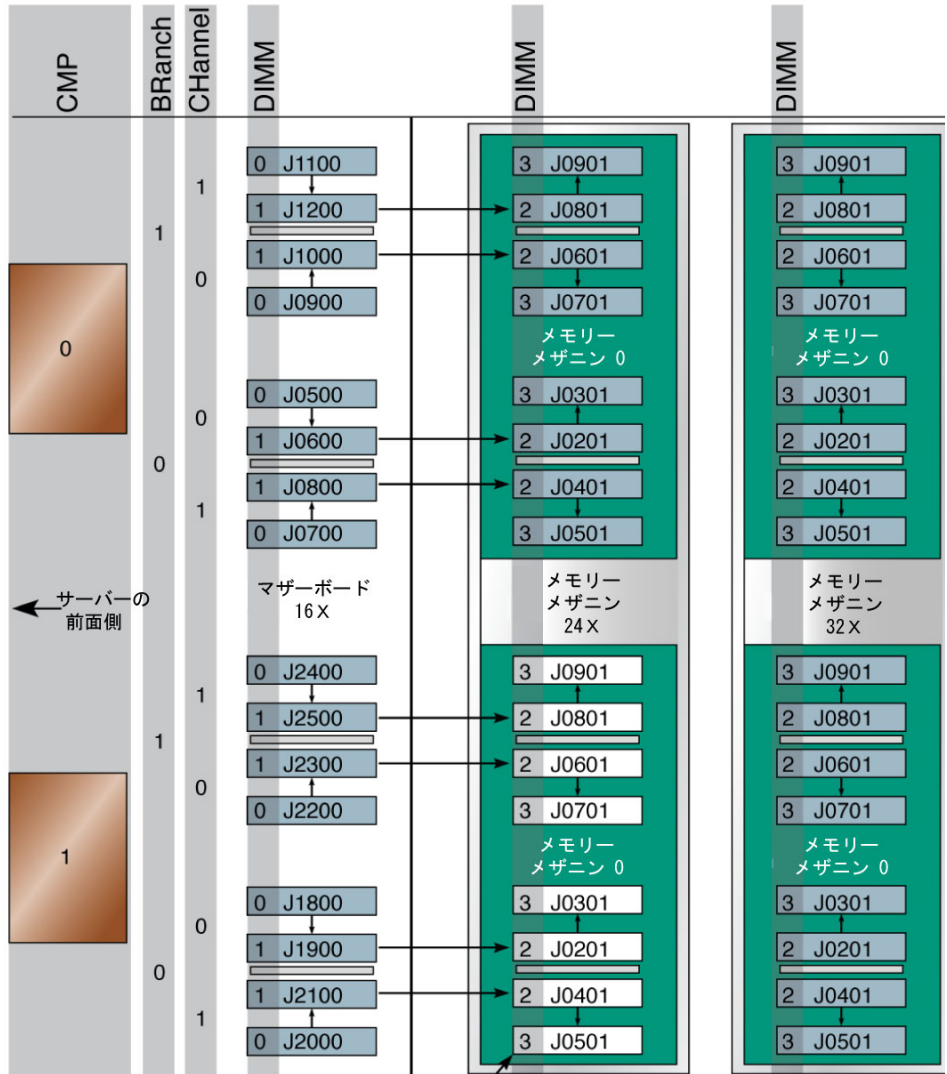 CMP BRanch CHannel DIMM DIMM DIMM
0 J1100 3 J0901 3 J0901
1
1 J1200 2 J0801 2 J0801
1
1 J1000 2 J0601 2 J0601
0
0 J0900 3 J0701 3 J0701
0
メモリー メモリー
メザニン 0 メザニン 0
0 J0500 3 J0301 3 J0301
0
1 J0600 2 J0201 2 J0201
0
1 J0800 2 J0401 2 J0401
1
0 J0700 3 J0501 3 J0501
サーバーの
前面側
マザーボード
16X
メモリー
メザニン
24X
メモリー
メザニン
32X
0 J2400 3 J0901 3 J0901
1
1 J2500 2 J0801 2 J0801
1
1 J2300 2 J0601 2 J0601
0
0 J2200 3 J0701 3 J0701
1
メモリー メモリー
メザニン 0 メザニン 0
0 J1800 3 J0301 3 J0301
0
1 J1900 2 J0201 2 J0201
0
1 J2100 2 J0401 2 J0401
1
0 J2000 3 J0501 3 J0501